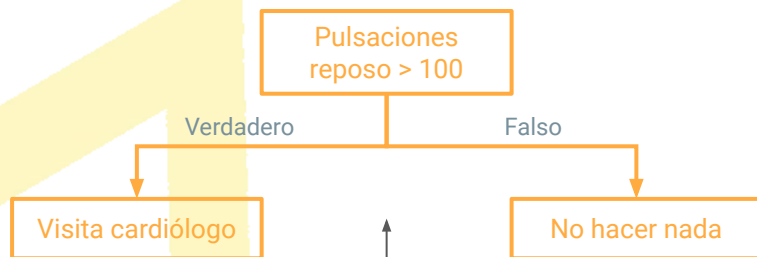 Pulsaciones
reposo > 100
Verdadero
Falso
Visita cardiólogo
No hacer nada